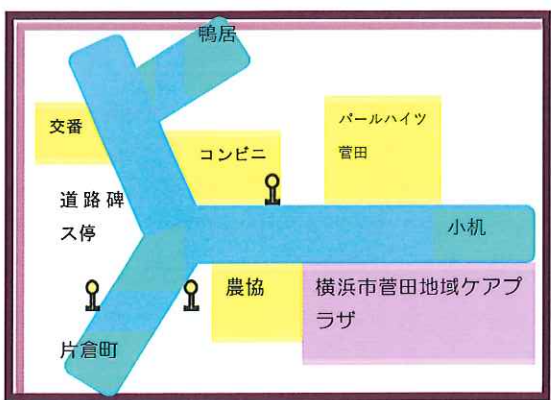 鴨居
交番
コンビニ
パールハイツ
菅田
道路碑
ス停
小机
農協
横浜市菅田地域ケアプ
ラザ
片倉町